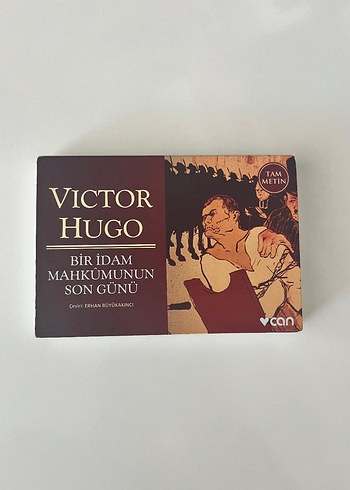 VICTOR
HUGO
BİR İDAM
MAHKÛMUNUN
SON GÜNÜ
Çeviri: ERHAN BÜYÜKAKINCI
TAM
METİN
can